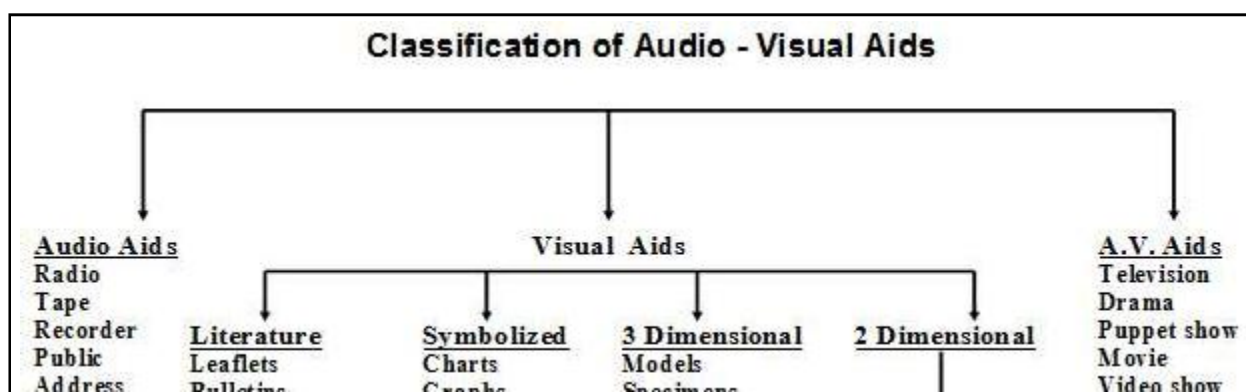 Classification of Audio - Visual Aids
Audio Aids
Radio
Tape
Recorder
Public
Address
Visual Aids
Literature
Leaflets
Bulletins
Symbolized
Charts
Graphs
3 Dimensional
Models
Specimens
2 Dimensional
A.V. Aids
Television
Drama
Puppet show
Movie
Video show